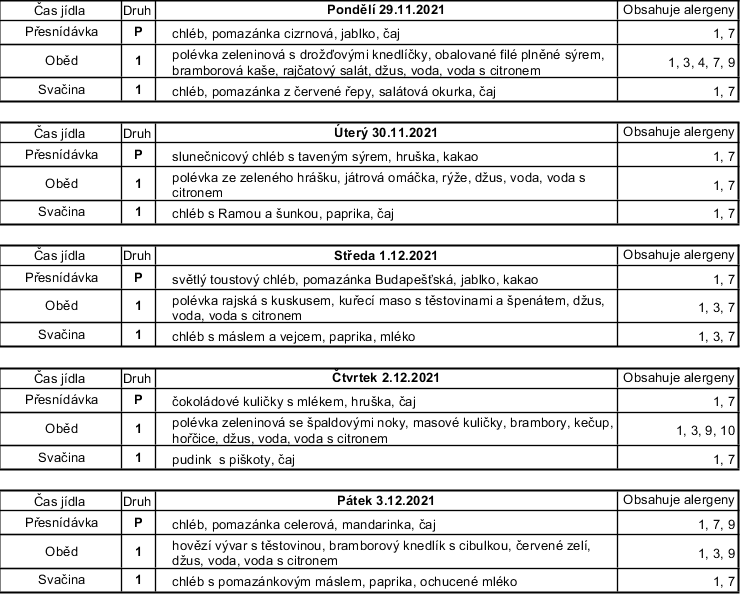 Čas jídla Druh Pondělí 29.11.2021 Obsahuje alergeny
Přesnídávka P chléb, pomazánka cizrnová, jablko, čaj 1, 7
Oběd 1 polévka zeleninová s drožďovými knedlíčky, obalované filé plněné sýrem, 1, 3, 4, 7, 9
bramborová kaše, rajčatový salát, džus, voda, voda s citronem
Svačina 1 chléb, pomazánka z červené řepy, salátová okurka, čaj 1, 7
Čas jídla Druh Úterý 30.11.2021 Obsahuje alergeny
Přesnídávka P slunečnicový chléb s taveným sýrem, hruška, kakao 1, 7
Oběd 1 polévka ze zeleného hrášku, játrová omáčka, rýže, džus, voda, voda s 1, 7
citronem
Svačina 1 chléb s Ramou a šunkou, paprika, čaj 1, 7
Čas jídla Druh Středa 1.12.2021 Obsahuje alergeny
Přesnídávka P světlý toustový chléb, pomazánka Budapešťská, jablko, kakao 1, 7
Oběd 1 polévka rajská s kuskusem, kuřecí maso s těstovinami a špenátem, džus, 1, 3, 7
voda, voda s citronem
Svačina 1 chléb s máslem a vejcem, paprika, mléko 1, 3, 7
Čas jídla Druh Čtvrtek 2.12.2021 Obsahuje alergeny
Přesnídávka P čokoládové kuličky s mlékem, hruška, čaj 1, 7
Oběd 1 polévka zeleninová se špaldovými noky, masové kuličky, brambory, kečup, 1, 3, 9, 10
hořčice, džus, voda, voda s citronem
Svačina 1 pudink s piškoty, čaj 1, 7
Čas jídla Druh Pátek 3.12.2021 Obsahuje alergeny
Přesnídávka P chléb, pomazánka celerová, mandarinka, čaj 1, 7, 9
Oběd 1 hovězí vývar s těstovinou, bramborový knedlík s cibulkou, červené zelí, 1, 3, 9
džus, voda, voda s citronem
Svačina 1 chléb s pomazánkovým máslem, paprika, ochucené mléko 1, 7